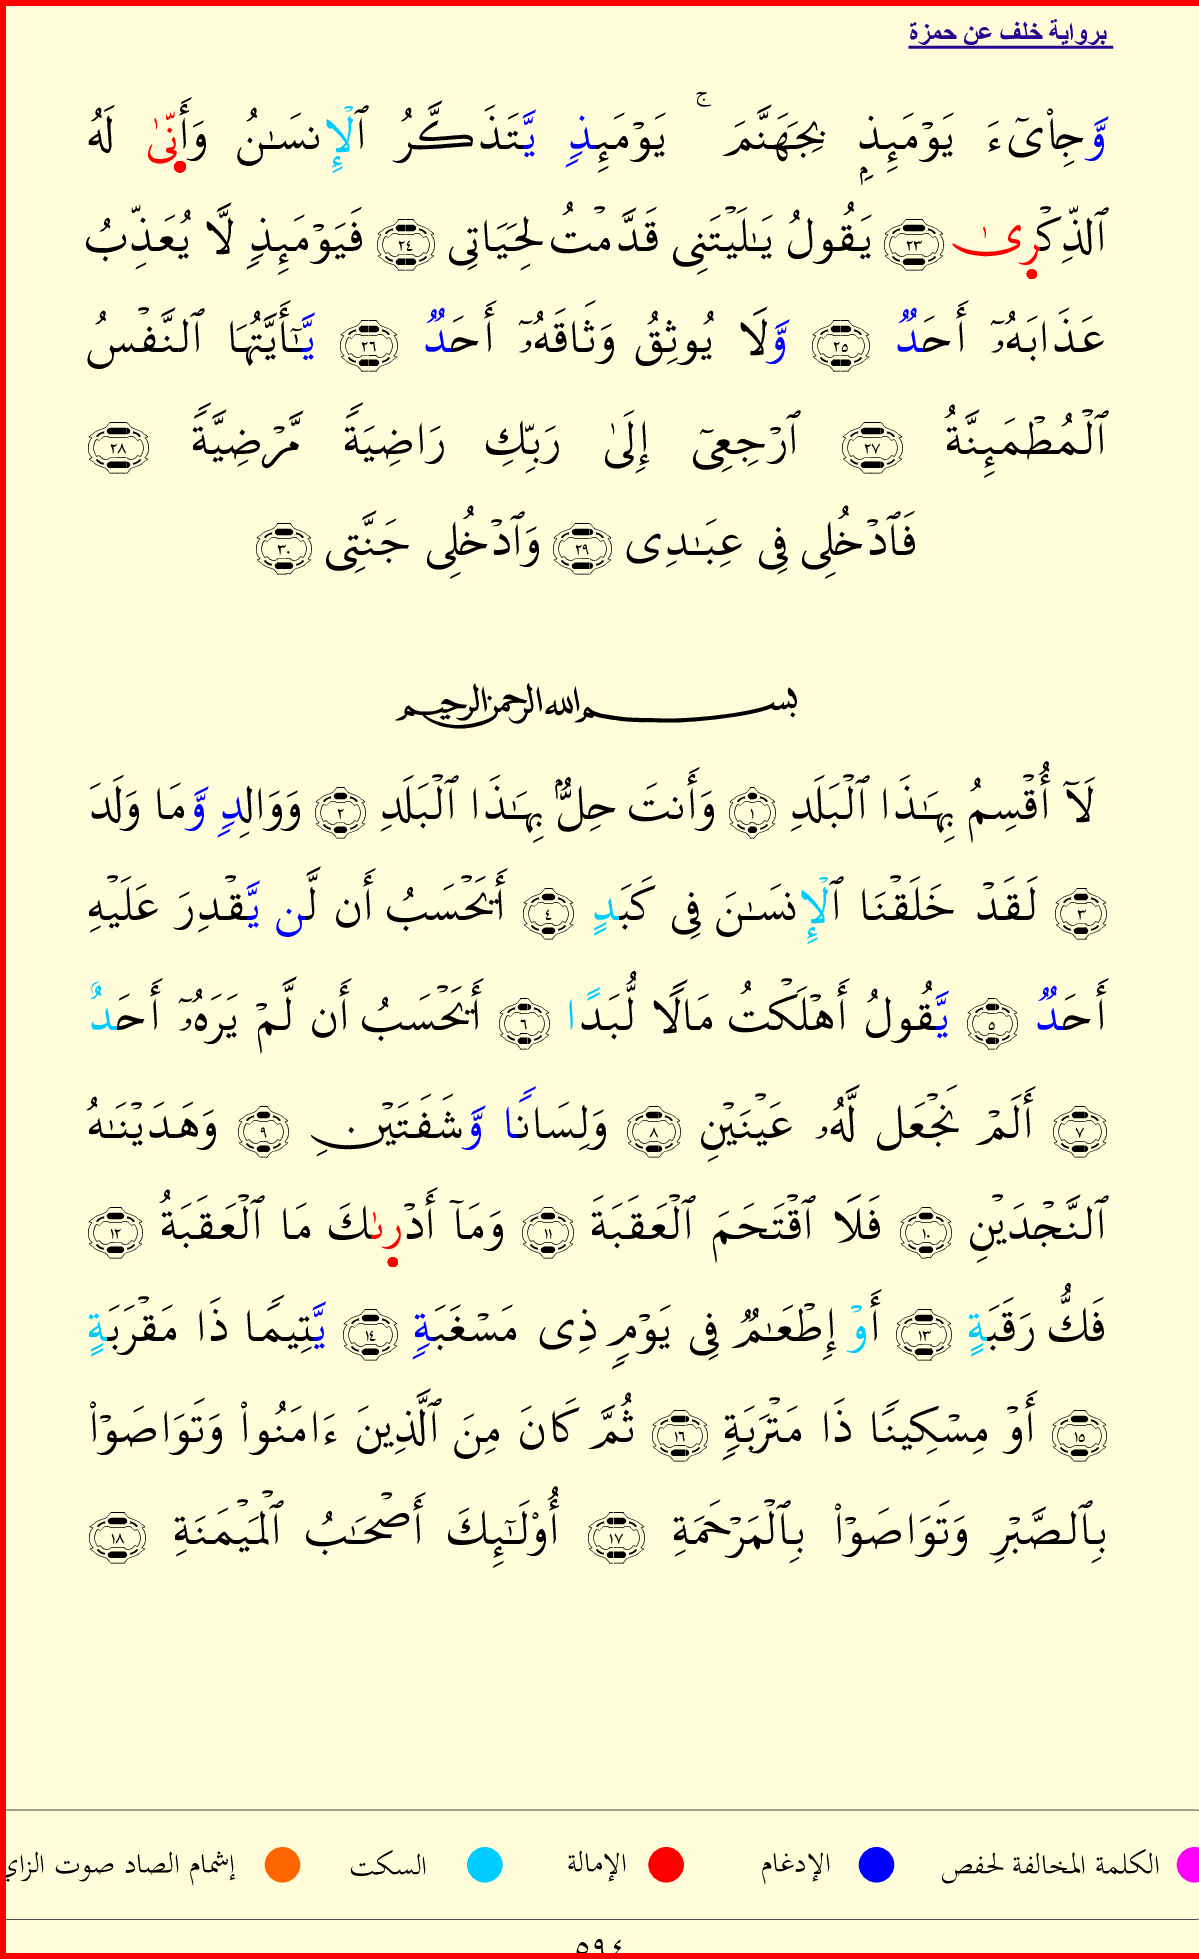 برواية خلف عن حمزة
وَّجِاْىٓءَ يَوْمَئِذِۭ بِجَهَنَّمَ ۚ يَوْمَئِذٍ يَّتَذَكَّرُ ٱلْإِنسَـٰنُ وَأَنّىٰ لَهُ
ٱلذِّكْرىٰ ٢٣ يَقُولُ يَـٰلَيْتَنِى قَدَّمْتُ لِحَيَاتِى ٢٤ فَيَوْمَئِذٍ لَّا يُعَذِّبُ
عَذَابَهُۥٓ أَحَدٌ ٢٥ وَّلَا يُوثِقُ وَثَاقَهُۥٓ أَحَدٌ ٢٦ يَّـٰٓأَيَّتُهَا ٱلنَّفْسُ
ٱلْمُطْمَئِنَّةُ ٢٧ ٱرْجِعِىٓ إِلَىٰ رَبِّكِ رَاضِيَةً مَّرْضِيَّةً ٢٨
فَٱدْخُلِى فِى عِبَـٰدِى ٢٩ وَٱدْخُلِى جَنَّتِى ٣٠
بسم الله الرحمن الرحيم
لَآ أُقْسِمُ بِهَـٰذَا ٱلْبَلَدِ ١ وَأَنتَ حِلٌّۢ بِهَـٰذَا ٱلْبَلَدِ ٢ وَوَالِدٍ وَّمَا وَلَدَ
٣ لَقَدْ خَلَقْنَا ٱلْإِنسَـٰنَ فِى كَبَدٍ ٤ أَيَحْسَبُ أَن لَّن يَّقْدِرَ عَلَيْهِ
أَحَدٌ ٥ يَّقُولُ أَهْلَكْتُ مَالًا لُّبَدًا ٦ أَيَحْسَبُ أَن لَّمْ يَرَهُۥٓ أَحَدٌ
٧ أَلَمْ نَجْعَل لَّهُۥ عَيْنَيْنِ ٨ وَلِسَانًا وَّشَفَتَيْنِ ٩ وَهَدَيْنَـٰهُ
ٱلنَّجْدَيْنِ ١٠ فَلَا ٱقْتَحَمَ ٱلْعَقَبَةَ ١١ وَمَآ أَدْرىٰكَ مَا ٱلْعَقَبَةُ ١٢
فَكُّ رَقَبَةٍ ١٣ أَوْ إِطْعَـٰمٌ فِى يَوْمٍ ذِى مَسْغَبَةٍ ١٤ يَّتِيمًا ذَا مَقْرَبَةٍ
١٥ أَوْ مِسْكِينًا ذَا مَتْرَبَةٍ ١٦ ثُمَّ كَانَ مِنَ ٱلَّذِينَ ءَامَنُوا۟ وَتَوَاصَوْا۟
بِٱلصَّبْرِ وَتَوَاصَوْا۟ بِٱلْمَرْحَمَةِ ١٧ أُو۟لَـٰٓئِكَ أَصْحَـٰبُ ٱلْمَيْمَنَةِ ١٨
الكلمة المخالفة لحفص الإدغام الإمالة السكت إشمام الصاد صوت الزاي
٥٩٤